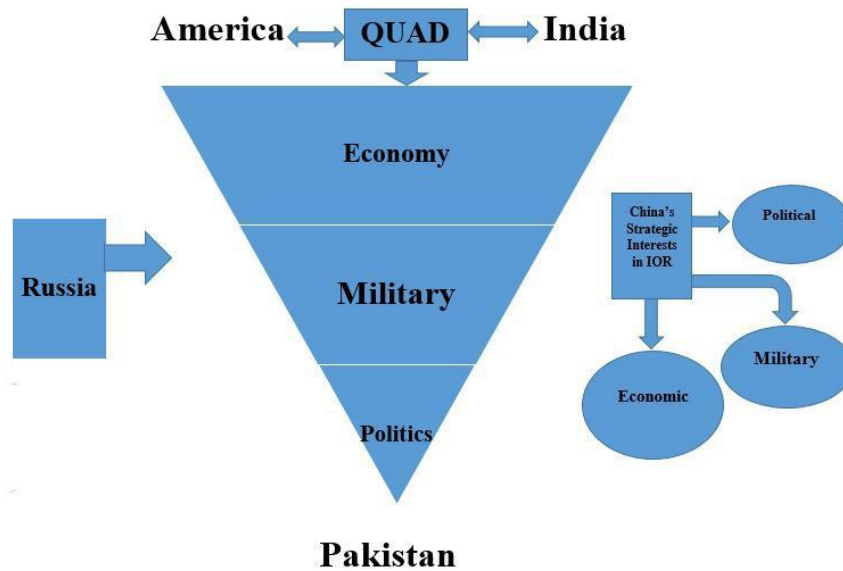 America
QUAD
India
Economy
Military
Politics
Russia
China's
Strategic
Interests
in IOR
Political
Military
Economic
Pakistan